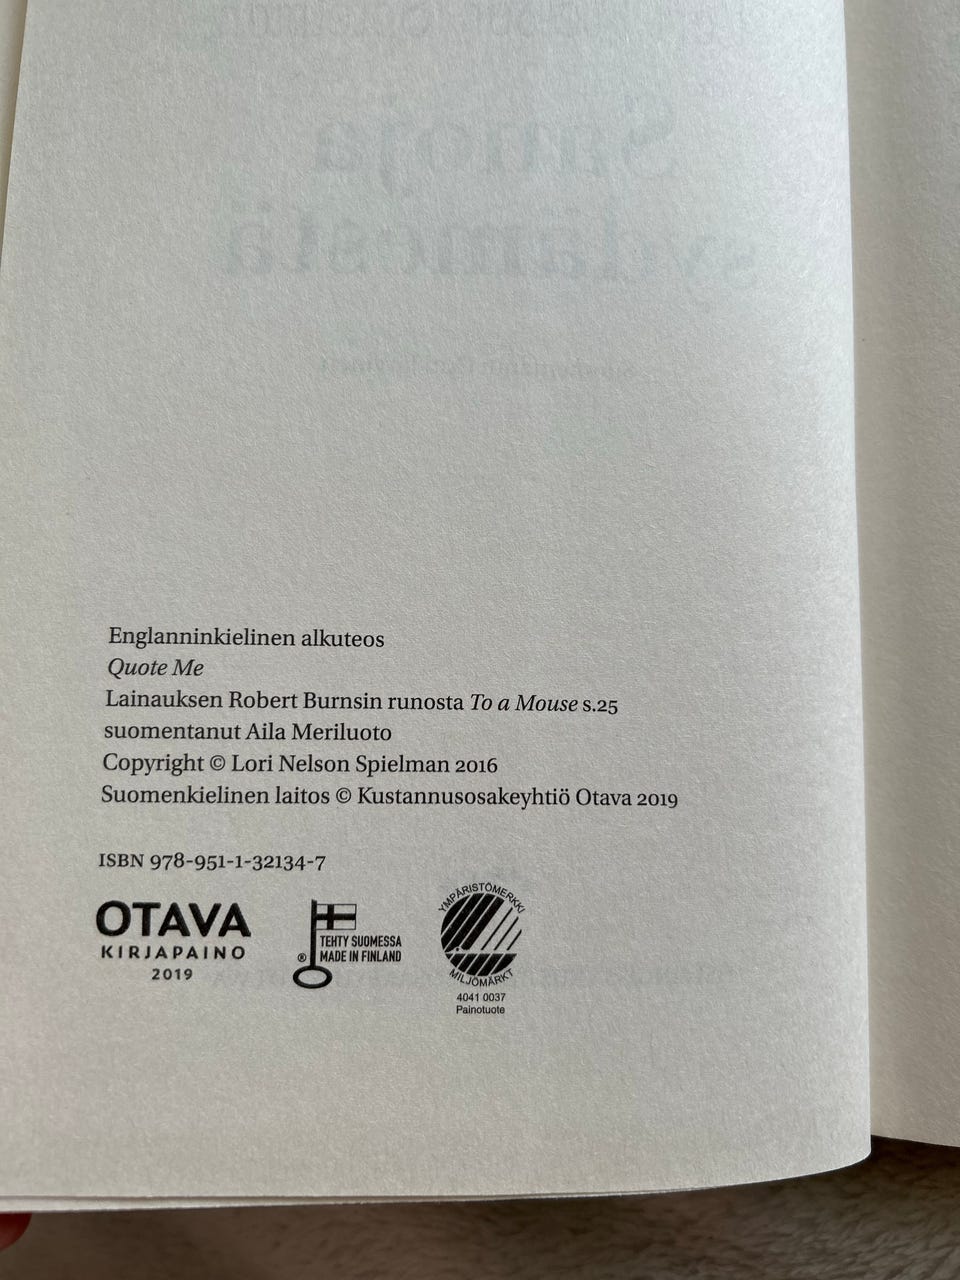 Sanoja
sydämestä
Englanninkielinen alkuteos
Quote Me
Lainauksen Robert Burnsin runosta To a Mouse s.25
suomentanut Aila Meriluoto
Copyright © Lori Nelson Spielman 2016
Suomenkielinen laitos © Kustannusosakeyhtiö Otava 2019
ISBN 978-951-1-32134-7
OTAVA
KIRJAPAINO
2019
® TEHTY SUOMESSA
MADE IN FINLAND
YMPÄRISTÖMERKKI
MILJÖMÄRKT
4041 0037
Painotuote